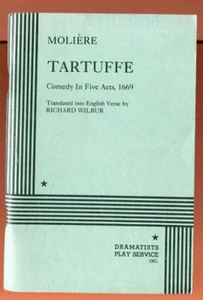 MOLIÈRE
TARTUFFE
Comedy In Five Acts, 1669
Translated into English Verse by
RICHARD WILBUR
DRAMATISTS
PLAY SERVICE
INC.